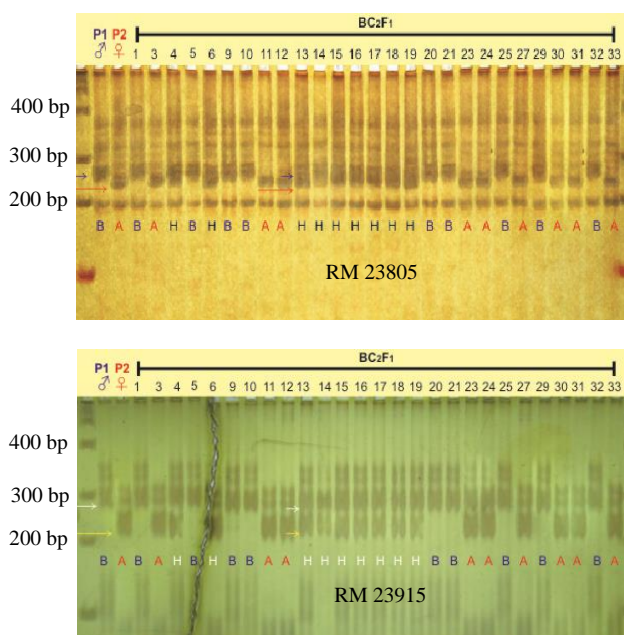 BC₂F₁
P1 P2
♂ ♀ 1 3 4 5 6 9 10 11 12 13 14 15 16 17 18 19 20 20 23 24 25 27 29 30 31 32 33
400 bp
300 bp
200 bp
B A B A H B H B B A A H H H H H H H B B A A B A B A A B A
RM 23805
BC₂F₁
P1 P2
♂ ♀ 1 3 4 5 6 9 10 11 12 13 14 15 16 17 18 19 20 21 23 24 25 27 29 30 31 32 33
400 bp
300 bp
200 bp
B A B A H B H B B A A H H H H H H H B B A A B A B A A B A
RM 23915